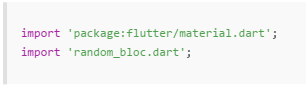 import 'package:flutter/material.dart';
import 'random_bloc.dart';